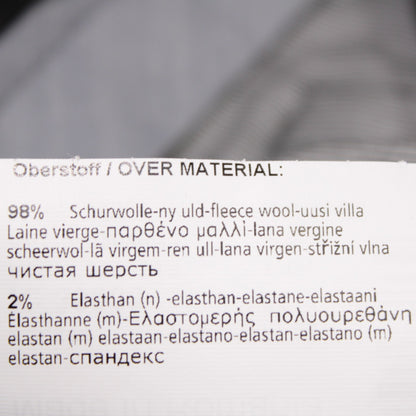 Oberstoff / OVER MATERIAL:
98% Schurwolle-ny uld-fleece wool-uusi villa
Laine vierge-παρθένο μαλλί-lana vergine
scheerwol-lã virgem-ren ull-lana virgen-střižní vlna
чистая шерсть
2% Elasthan (n) -elasthan-elastane-elastaani
Élasthanne (m)-Ελαστομερής πολυουρεθάνη
elastan (m) elastaan-elastano-elastan-elastano (m)
elastan-спандекс